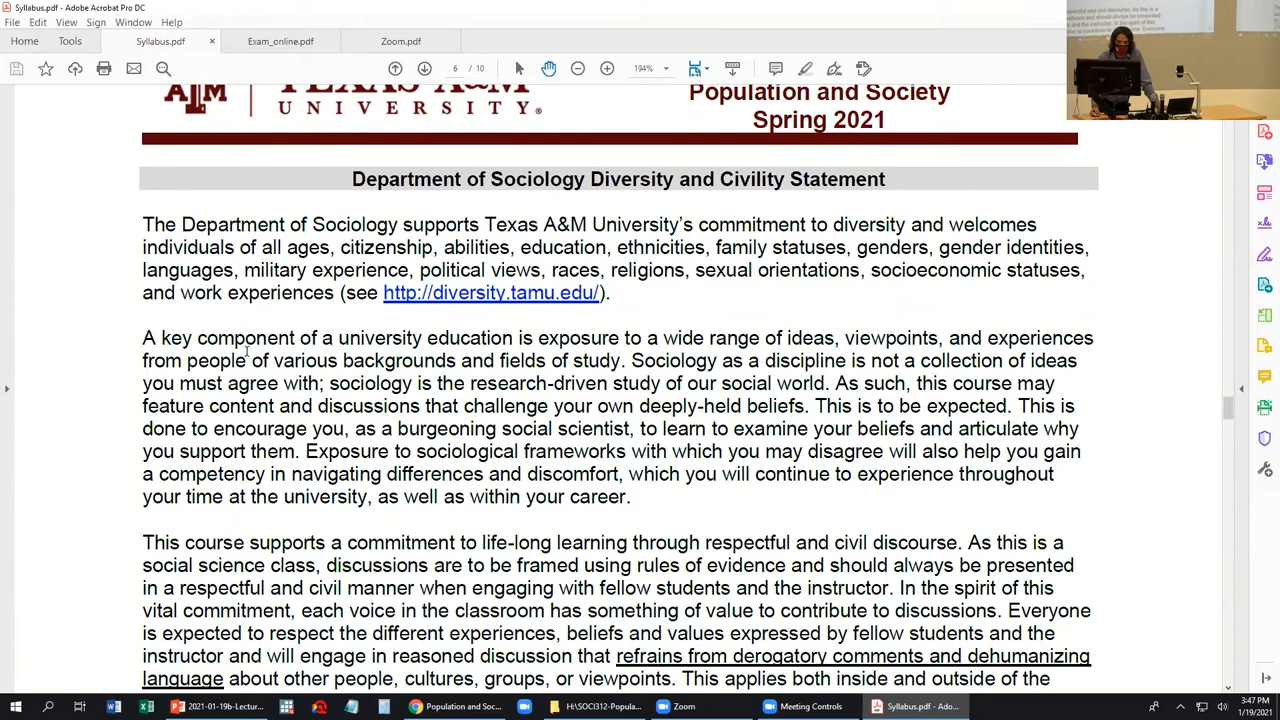 Syllabus.pdf - Adobe Acrobat Pro DC
File Edit View Sign Window Help
Home Tools Syllabus.pdf × Exam_online.pdf Zoom.pdf
6 / 10 194%
ĀM TEXAS A&M
UNIVERSITY®
Population and Society
Spring 2021
Department of Sociology Diversity and Civility Statement
The Department of Sociology supports Texas A&M University’s commitment to diversity and welcomes
individuals of all ages, citizenship, abilities, education, ethnicities, family statuses, genders, gender identities,
languages, military experience, political views, races, religions, sexual orientations, socioeconomic statuses,
and work experiences (see http://diversity.tamu.edu/).
A key component of a university education is exposure to a wide range of ideas, viewpoints, and experiences
from people of various backgrounds and fields of study. Sociology as a discipline is not a collection of ideas
you must agree with; sociology is the research-driven study of our social world. As such, this course may
feature content and discussions that challenge your own deeply-held beliefs. This is to be expected. This is
done to encourage you, as a burgeoning social scientist, to learn to examine your beliefs and articulate why
you support them. Exposure to sociological frameworks with which you may disagree will also help you gain
a competency in navigating differences and discomfort, which you will continue to experience throughout
your time at the university, as well as within your career.
This course supports a commitment to life-long learning through respectful and civil discourse. As this is a
social science class, discussions are to be framed using rules of evidence and should always be presented
in a respectful and civil manner when engaging with fellow students and the instructor. In the spirit of this
vital commitment, each voice in the classroom has something of value to contribute to discussions. Everyone
is expected to respect the different experiences, beliefs and values expressed by fellow students and the
instructor and will engage in reasoned discussion that refrains from derogatory comments and dehumanizing
language about other people, cultures, groups, or viewpoints. This applies both inside and outside of the
2021-01-19b-Lectur... Population and Soc... H:\SOCI312-Popula... Zoom Meeting Controls Syllabus.pdf - Ado...
3:47 PM
1/19/2021